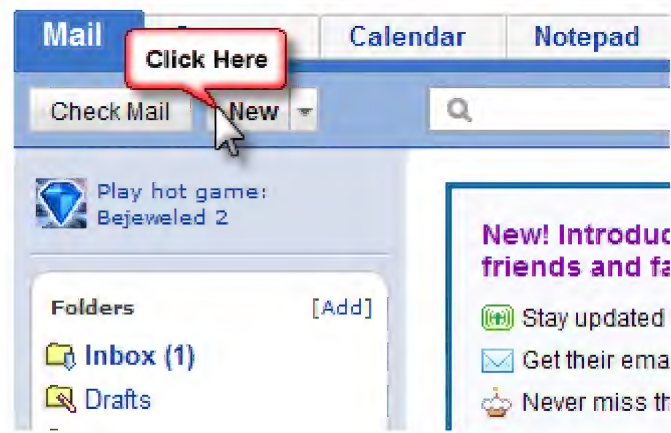 Mail
Calendar
Notepad
Click Here
Check Mail
New
Play hot game:
Bejeweled 2
New! Introduc
friends and fa
Folders
[Add]
Stay updated
Inbox (1)
Get their ema
Drafts
Never miss th